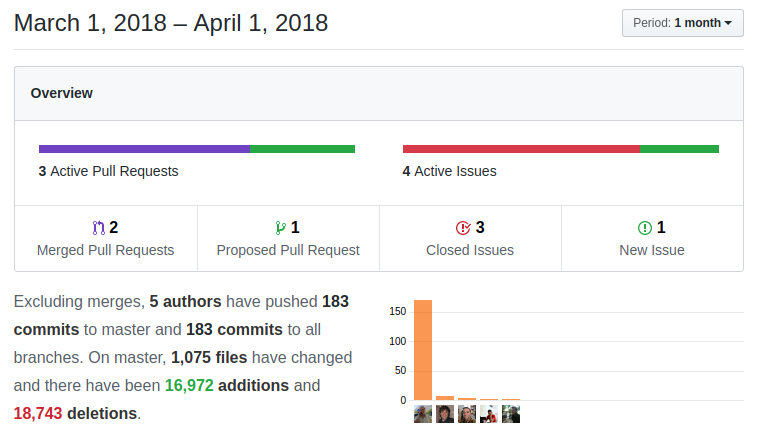 March 1, 2018 – April 1, 2018
Period: 1 month
Overview
3 Active Pull Requests
4 Active Issues
2
Merged Pull Requests
1
Proposed Pull Request
3
Closed Issues
1
New Issue
Excluding merges, 5 authors have pushed 183
commits to master and 183 commits to all
branches. On master, 1,075 files have changed
and there have been 16,972 additions and
18,743 deletions.
150
100
50
0